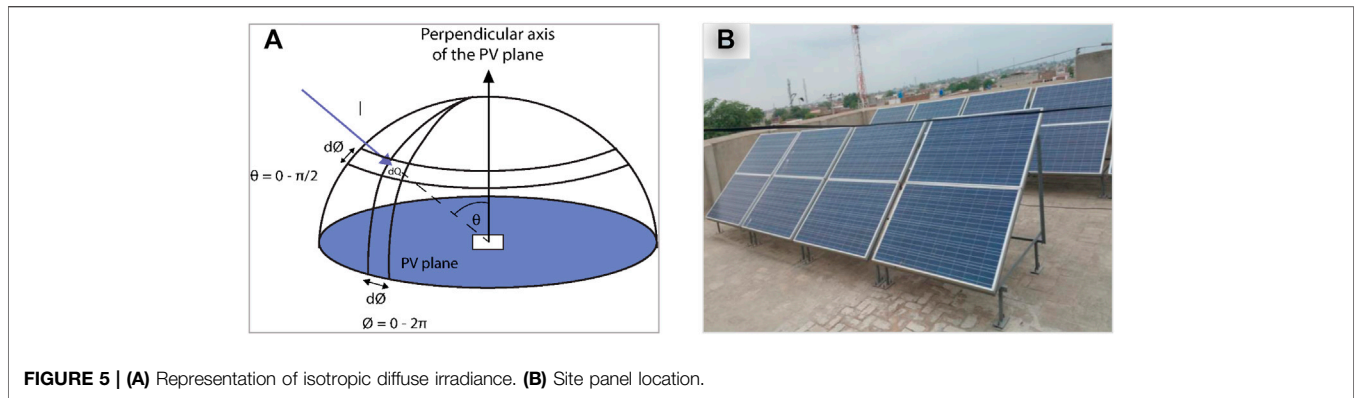 A
Perpendicular axis
of the PV plane
|
dØ
dΩ
θ = 0 - π/2
θ
PV plane
dØ
Ø = 0 - 2π
B
FIGURE 5 | (A) Representation of isotropic diffuse irradiance. (B) Site panel location.